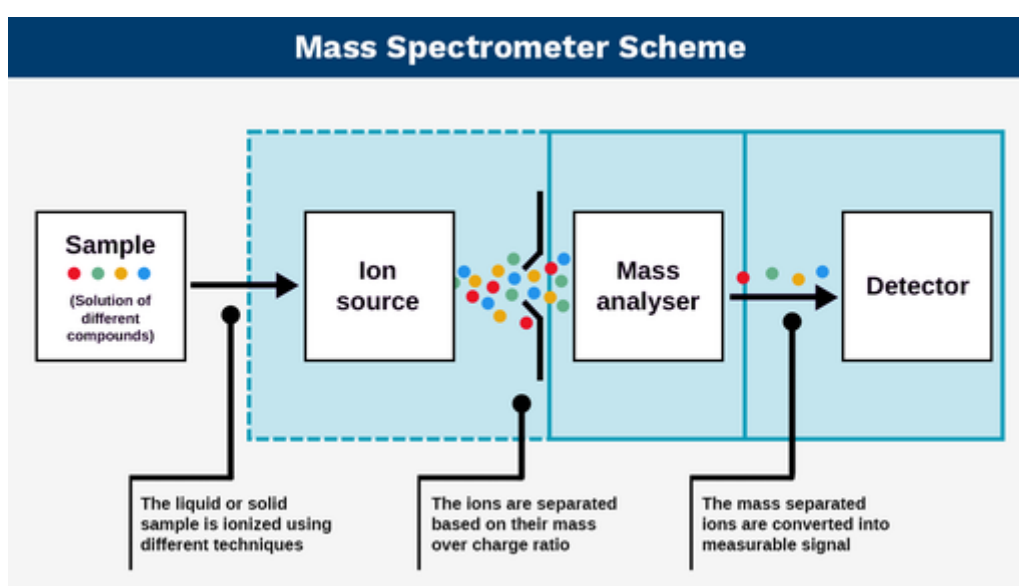 Mass Spectrometer Scheme
Sample
(Solution of
different
compounds)
Ion
source
Mass
analyser
Detector
The liquid or solid
sample is ionized using
different techniques
The ions are separated
based on their mass
over charge ratio
The mass separated
ions are converted into
measurable signal